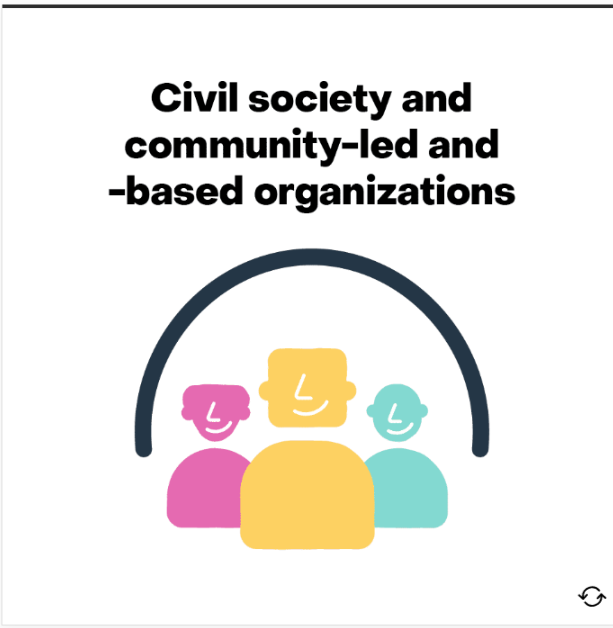 Civil society and
community-led and
-based organizations